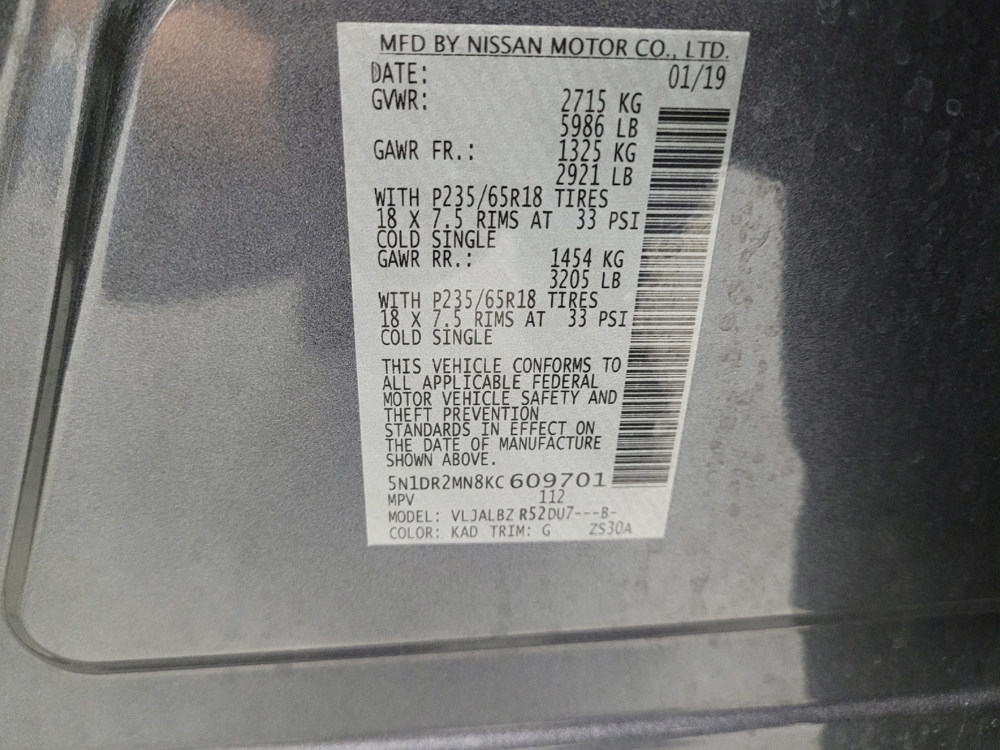 MFD BY NISSAN MOTOR CO., LTD.
DATE: 01/19
GVWR: 2715 KG
5986 LB
GAWR FR.: 1325 KG
2921 LB
WITH P235/65R18 TIRES
18 X 7.5 RIMS AT 33 PSI
COLD SINGLE
GAWR RR.: 1454 KG
3205 LB
WITH P235/65R18 TIRES
18 X 7.5 RIMS AT 33 PSI
COLD SINGLE
THIS VEHICLE CONFORMS TO
ALL APPLICABLE FEDERAL
MOTOR VEHICLE SAFETY AND
THEFT PREVENTION
STANDARDS IN EFFECT ON
THE DATE OF MANUFACTURE
SHOWN ABOVE.
5N1DR2MN8KC 609701
MPV 112
MODEL: VLJALBZ R52DU7---B-
COLOR: KAD TRIM: G ZS30A